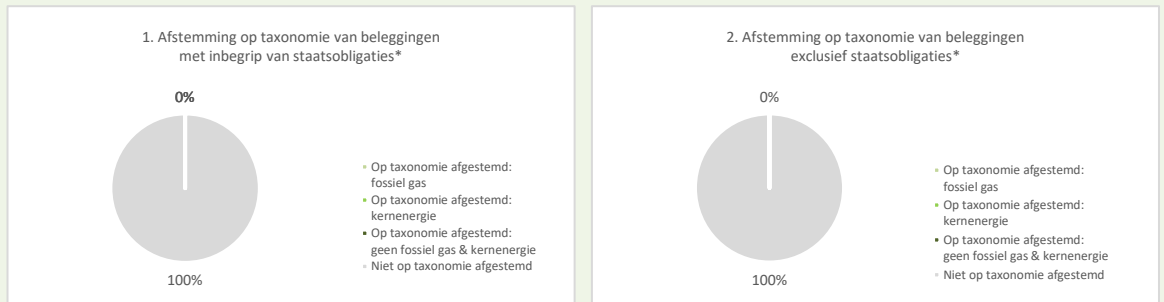 1. Afstemming op taxonomie van beleggingen
met inbegrip van staatsobligaties*
0%
Op taxonomie afgestemd:
fossiel gas
Op taxonomie afgestemd:
kernenergie
Op taxonomie afgestemd:
geen fossiel gas & kernenergie
Niet op taxonomie afgestemd
100%
2. Afstemming op taxonomie van beleggingen
exclusief staatsobligaties*
0%
Op taxonomie afgestemd:
fossiel gas
Op taxonomie afgestemd:
kernenergie
Op taxonomie afgestemd:
geen fossiel gas & kernenergie
Niet op taxonomie afgestemd
100%